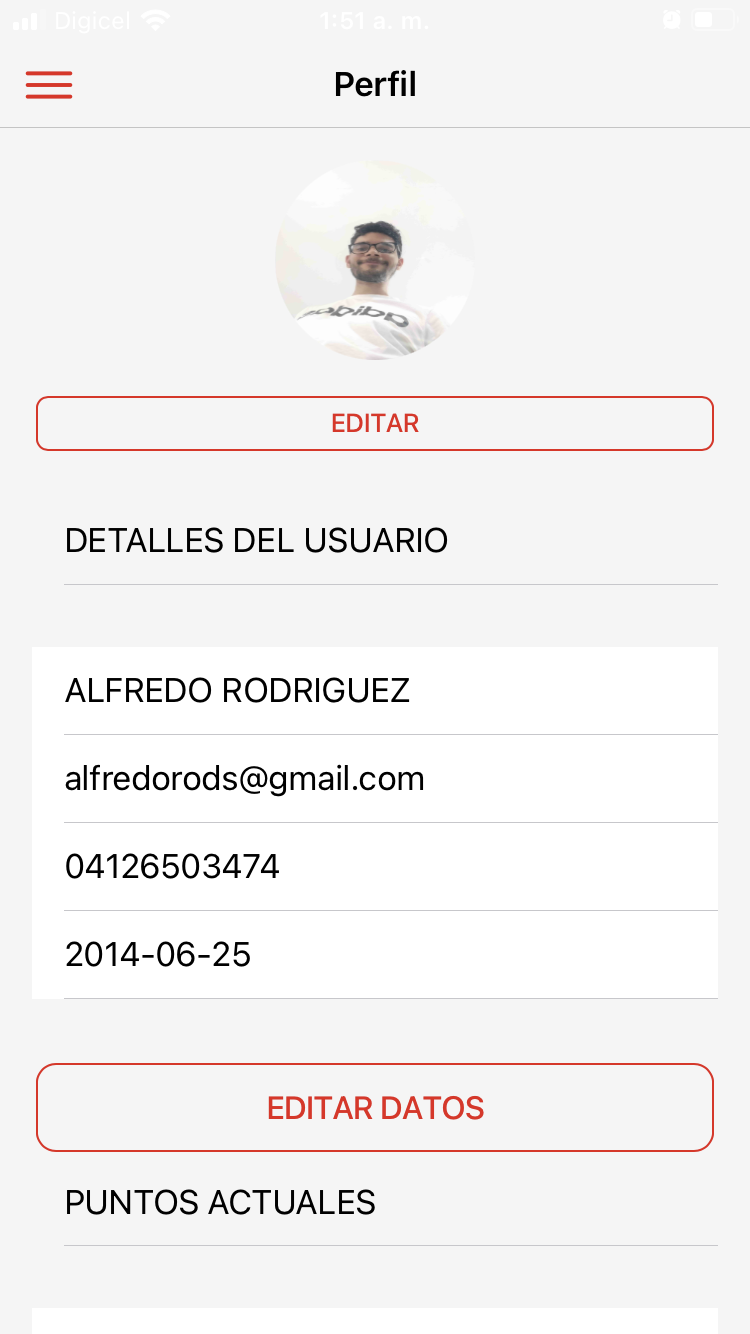 Digicel 1:51 a. m.
Perfil
EDITAR
DETALLES DEL USUARIO
ALFREDO RODRIGUEZ
alfredorods@gmail.com
04126503474
2014-06-25
EDITAR DATOS
PUNTOS ACTUALES